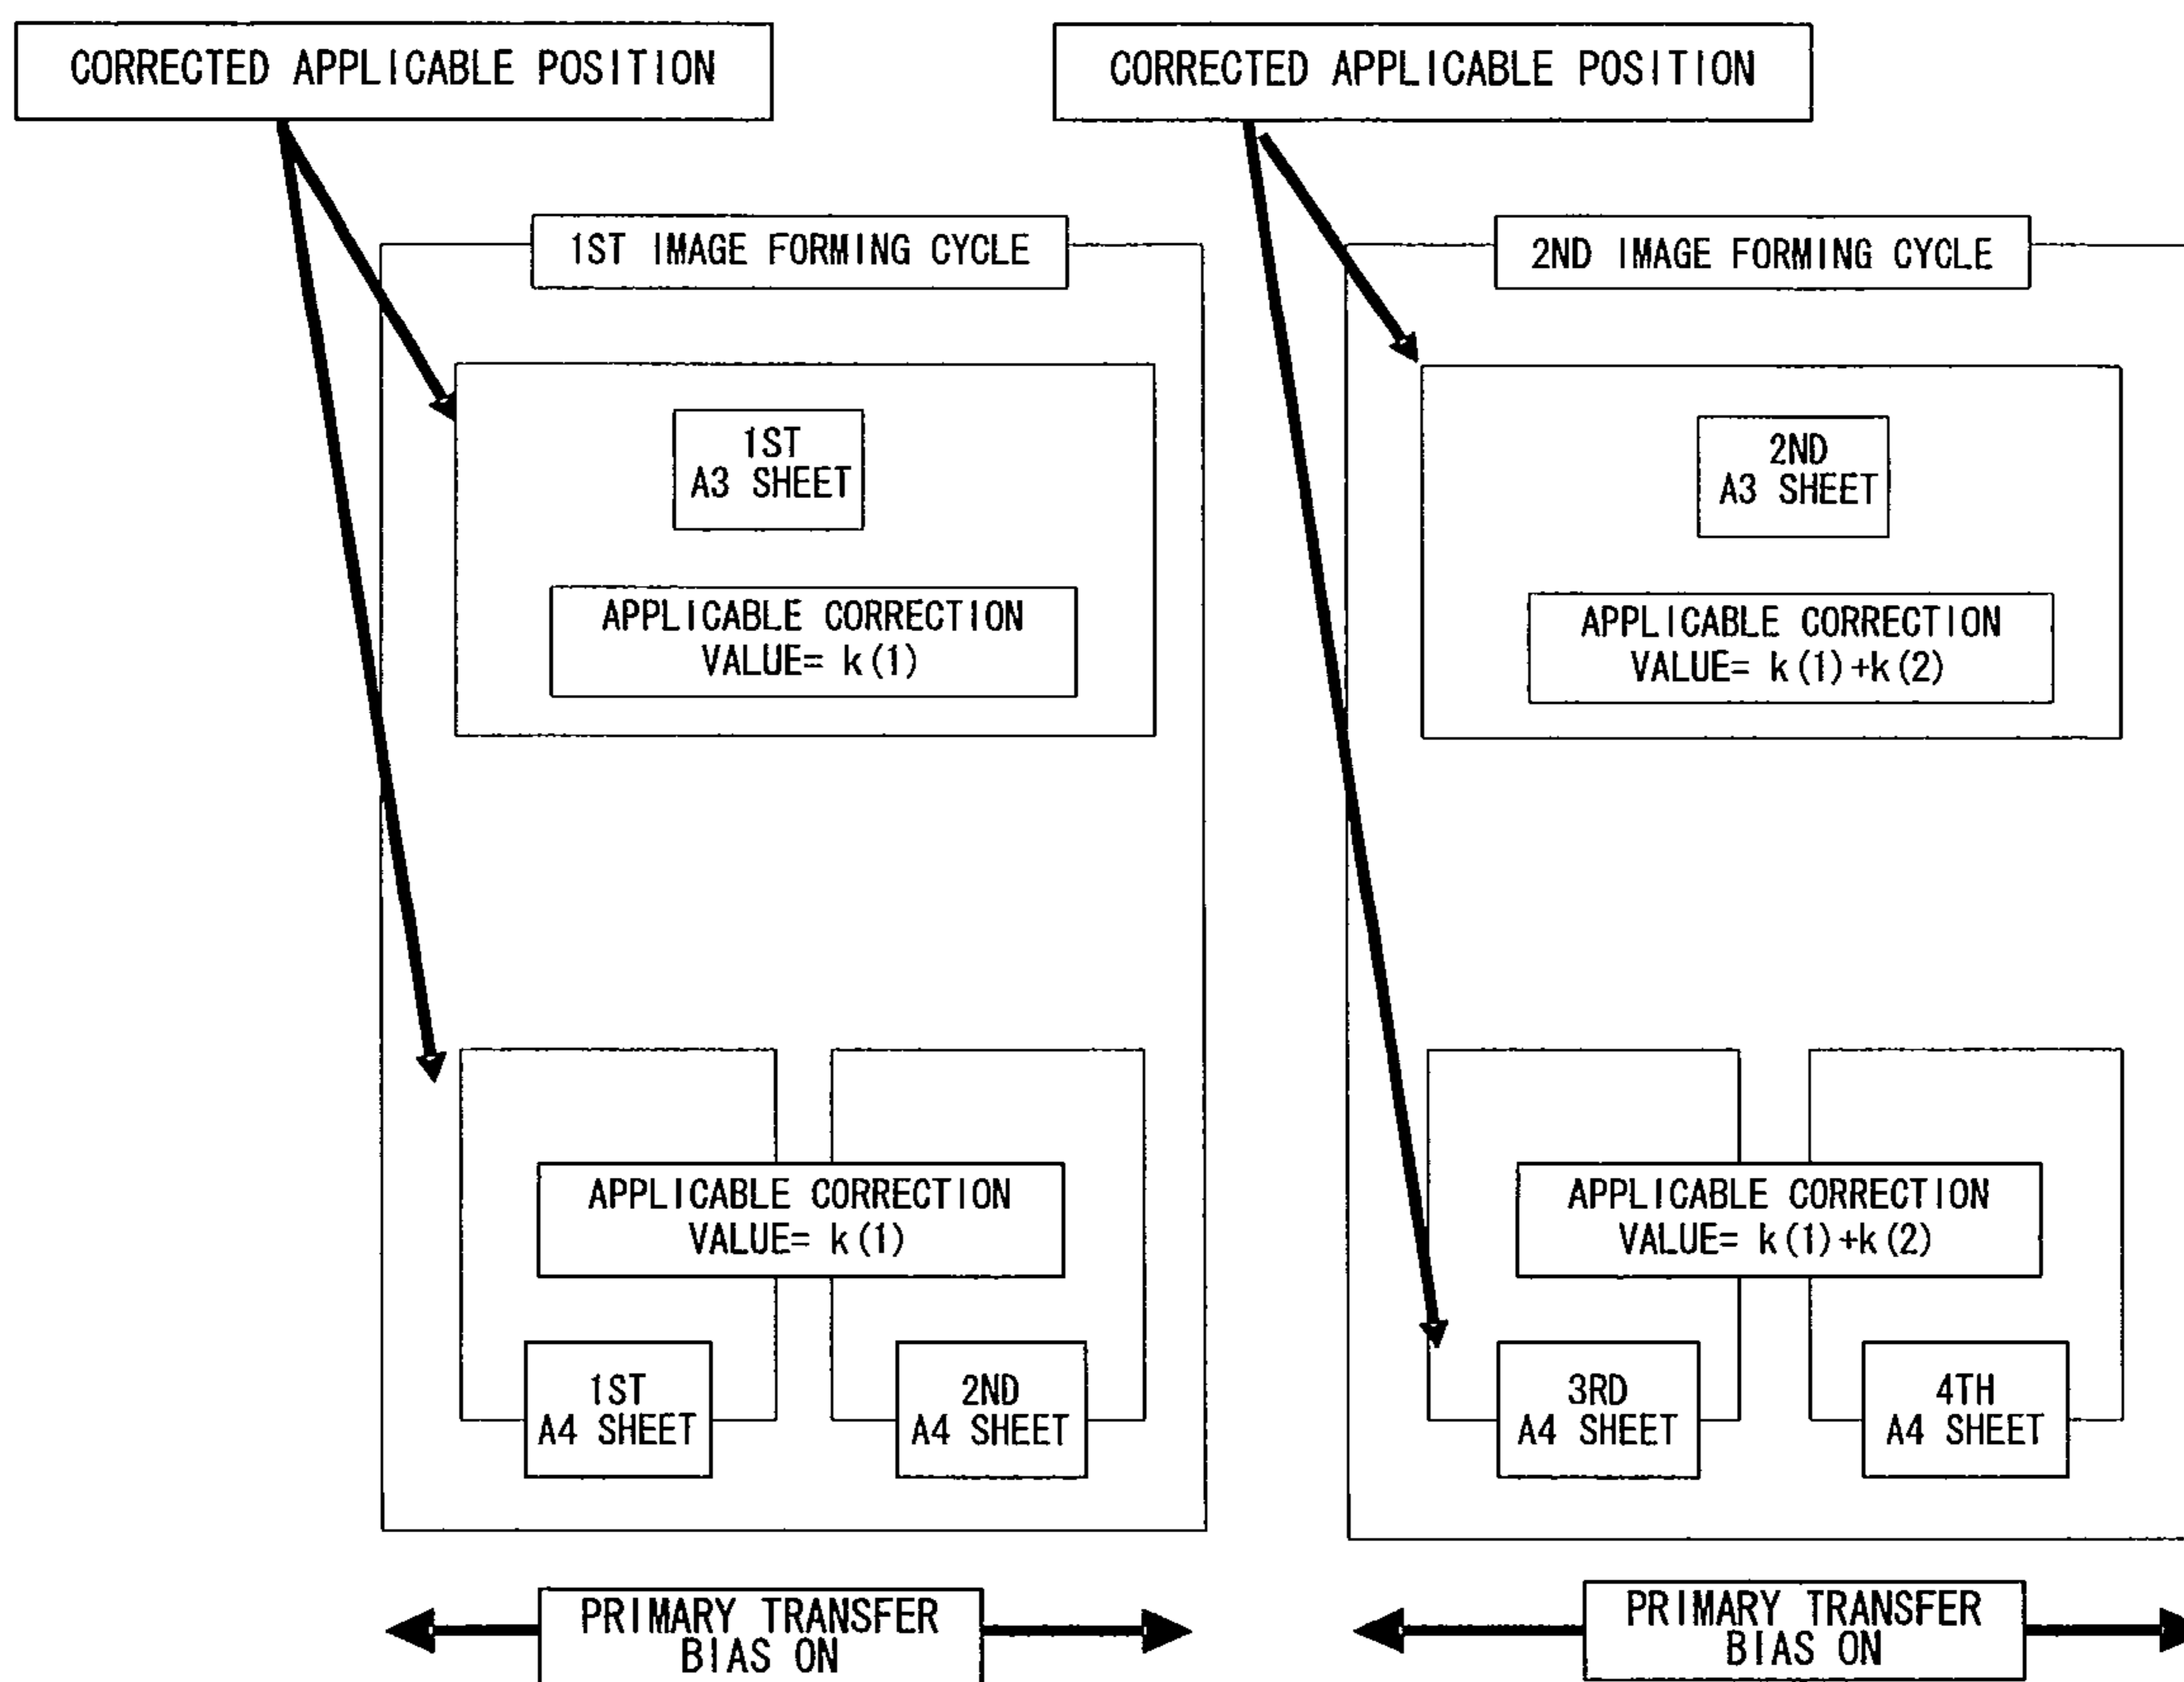 CORRECTED APPLICABLE POSITION
CORRECTED APPLICABLE POSITION
1ST IMAGE FORMING CYCLE
2ND IMAGE FORMING CYCLE
1ST
A3 SHEET
2ND
A3 SHEET
APPLICABLE CORRECTION
VALUE= k(1)
APPLICABLE CORRECTION
VALUE= k(1)+k(2)
APPLICABLE CORRECTION
VALUE= k(1)
APPLICABLE CORRECTION
VALUE= k(1)+k(2)
1ST
A4 SHEET
2ND
A4 SHEET
3RD
A4 SHEET
4TH
A4 SHEET
PRIMARY TRANSFER
BIAS ON
PRIMARY TRANSFER
BIAS ON